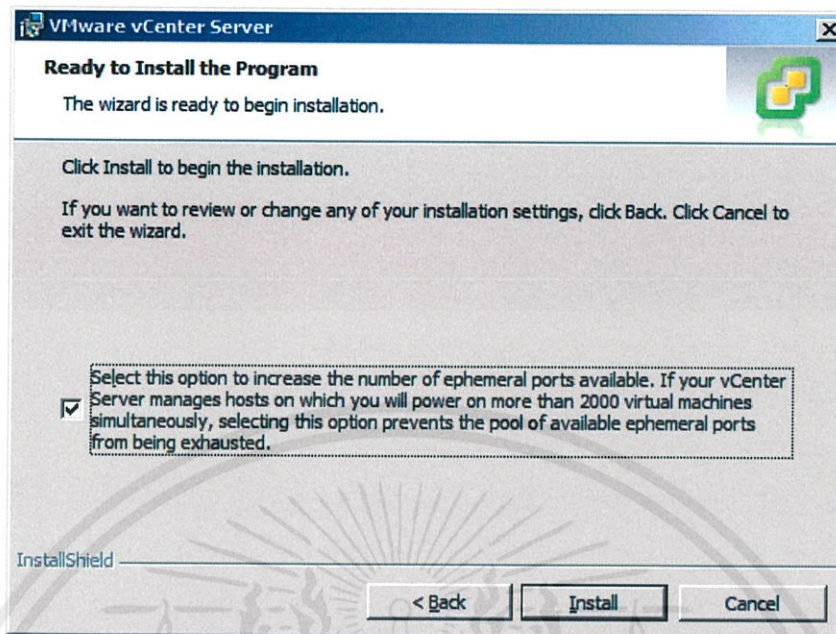 VMware vCenter Server
Ready to Install the Program
The wizard is ready to begin installation.
Click Install to begin the installation.
If you want to review or change any of your installation settings, click Back. Click Cancel to
exit the wizard.
Select this option to increase the number of ephemeral ports available. If your vCenter
Server manages hosts on which you will power on more than 2000 virtual machines
simultaneously, selecting this option prevents the pool of available ephemeral ports
from being exhausted.
InstallShield
< Back Install Cancel